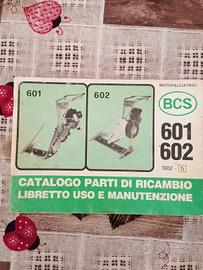 MOTOFALCIATRICI
BCS
601
602
601
602
1982 - 5
CATALOGO PARTI DI RICAMBIO
LIBRETTO USO E MANUTENZIONE